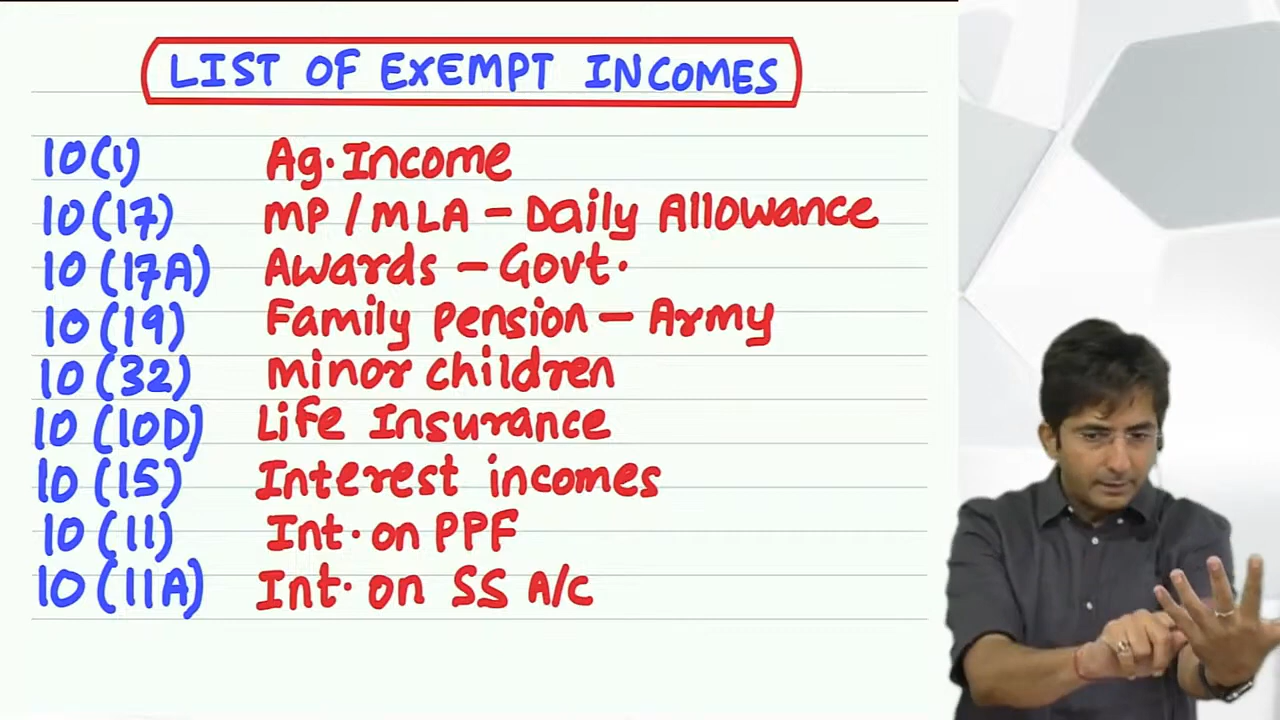 LIST OF EXEMPT INCOMES
10(1) Ag. Income
10(17) MP/MLA - Daily Allowance
10(17A) Awards - Govt.
10(19) Family Pension - Army
10(32) minor children
10(10D) Life Insurance
10(15) Interest incomes
10(11) Int. on PPF
10(11A) Int. on SS A/c